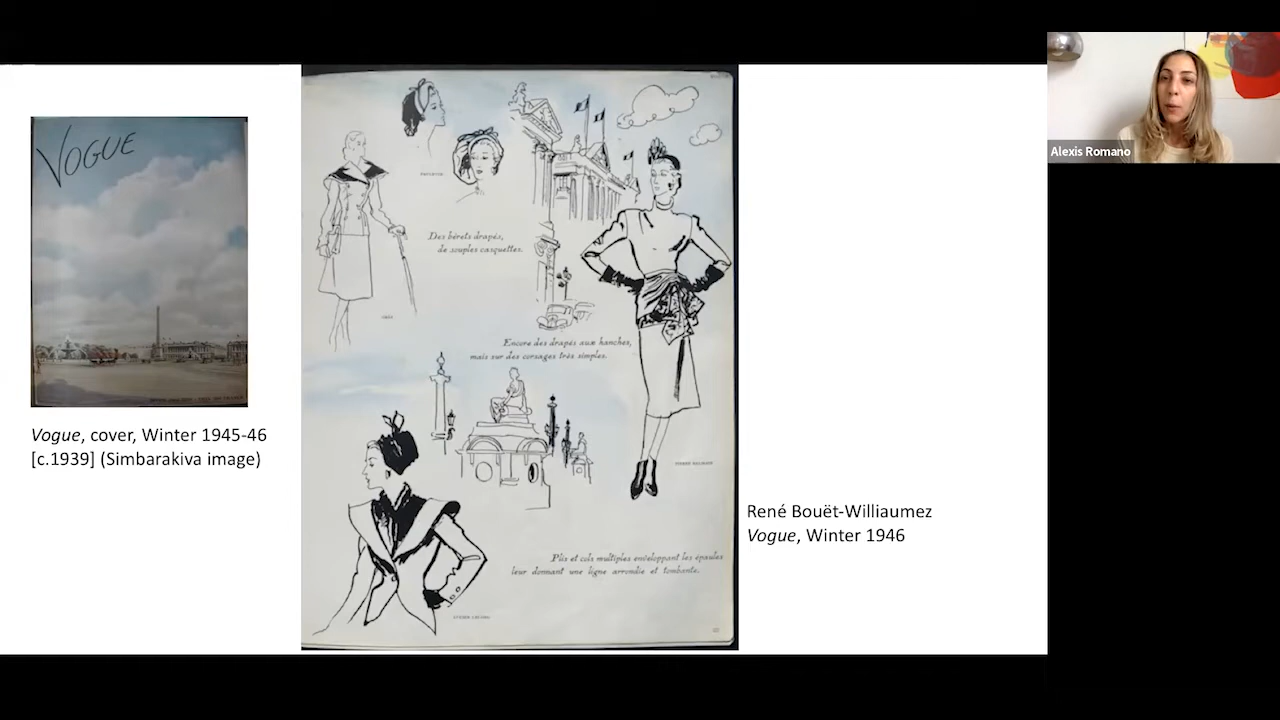 VOGUE
Vogue, cover, Winter 1945-46
[c.1939] (Simbarakiva image)
Des bérets drapés,
de souples casquettes.
Encore des drapés aux hanches,
mais sur des corsages très simples.
Plis et cols multiples enveloppant les épaules
leur donnant une ligne arrondie et tombante.
René Bouët-Williaumez
Vogue, Winter 1946
Alexis Romano